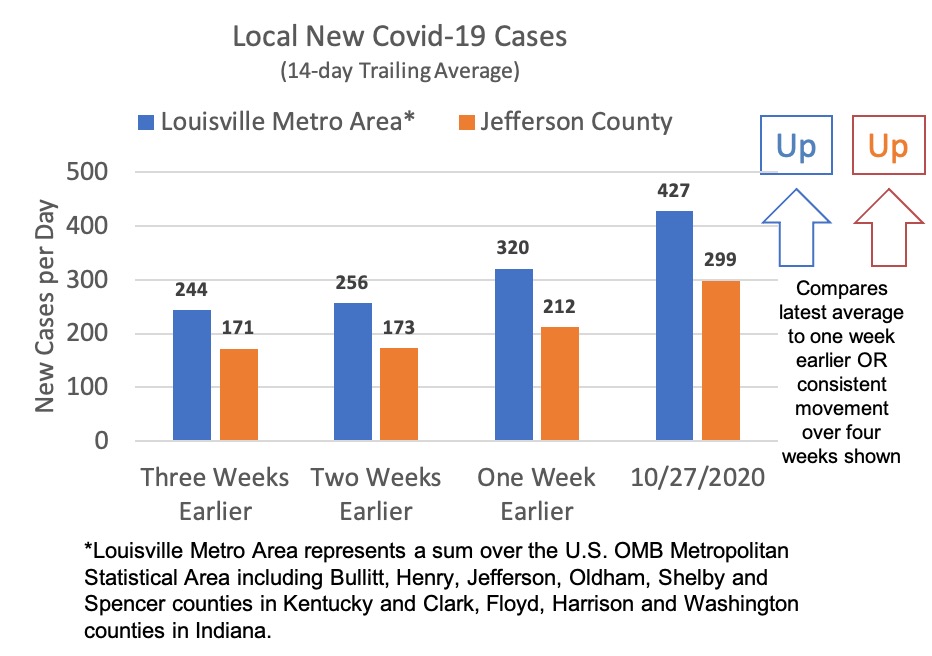 Local New Covid-19 Cases
(14-day Trailing Average)
Louisville Metro Area* Jefferson County
Up Up
New Cases per Day
500
400
300
200
100
0
244 171
256 173
320 212
427 299
Three Weeks
Earlier
Two Weeks
Earlier
One Week
Earlier
10/27/2020
Compares
latest average
to one week
earlier OR
consistent
movement
over four
weeks shown
*Louisville Metro Area represents a sum over the U.S. OMB Metropolitan
Statistical Area including Bullitt, Henry, Jefferson, Oldham, Shelby and
Spencer counties in Kentucky and Clark, Floyd, Harrison and Washington
counties in Indiana.